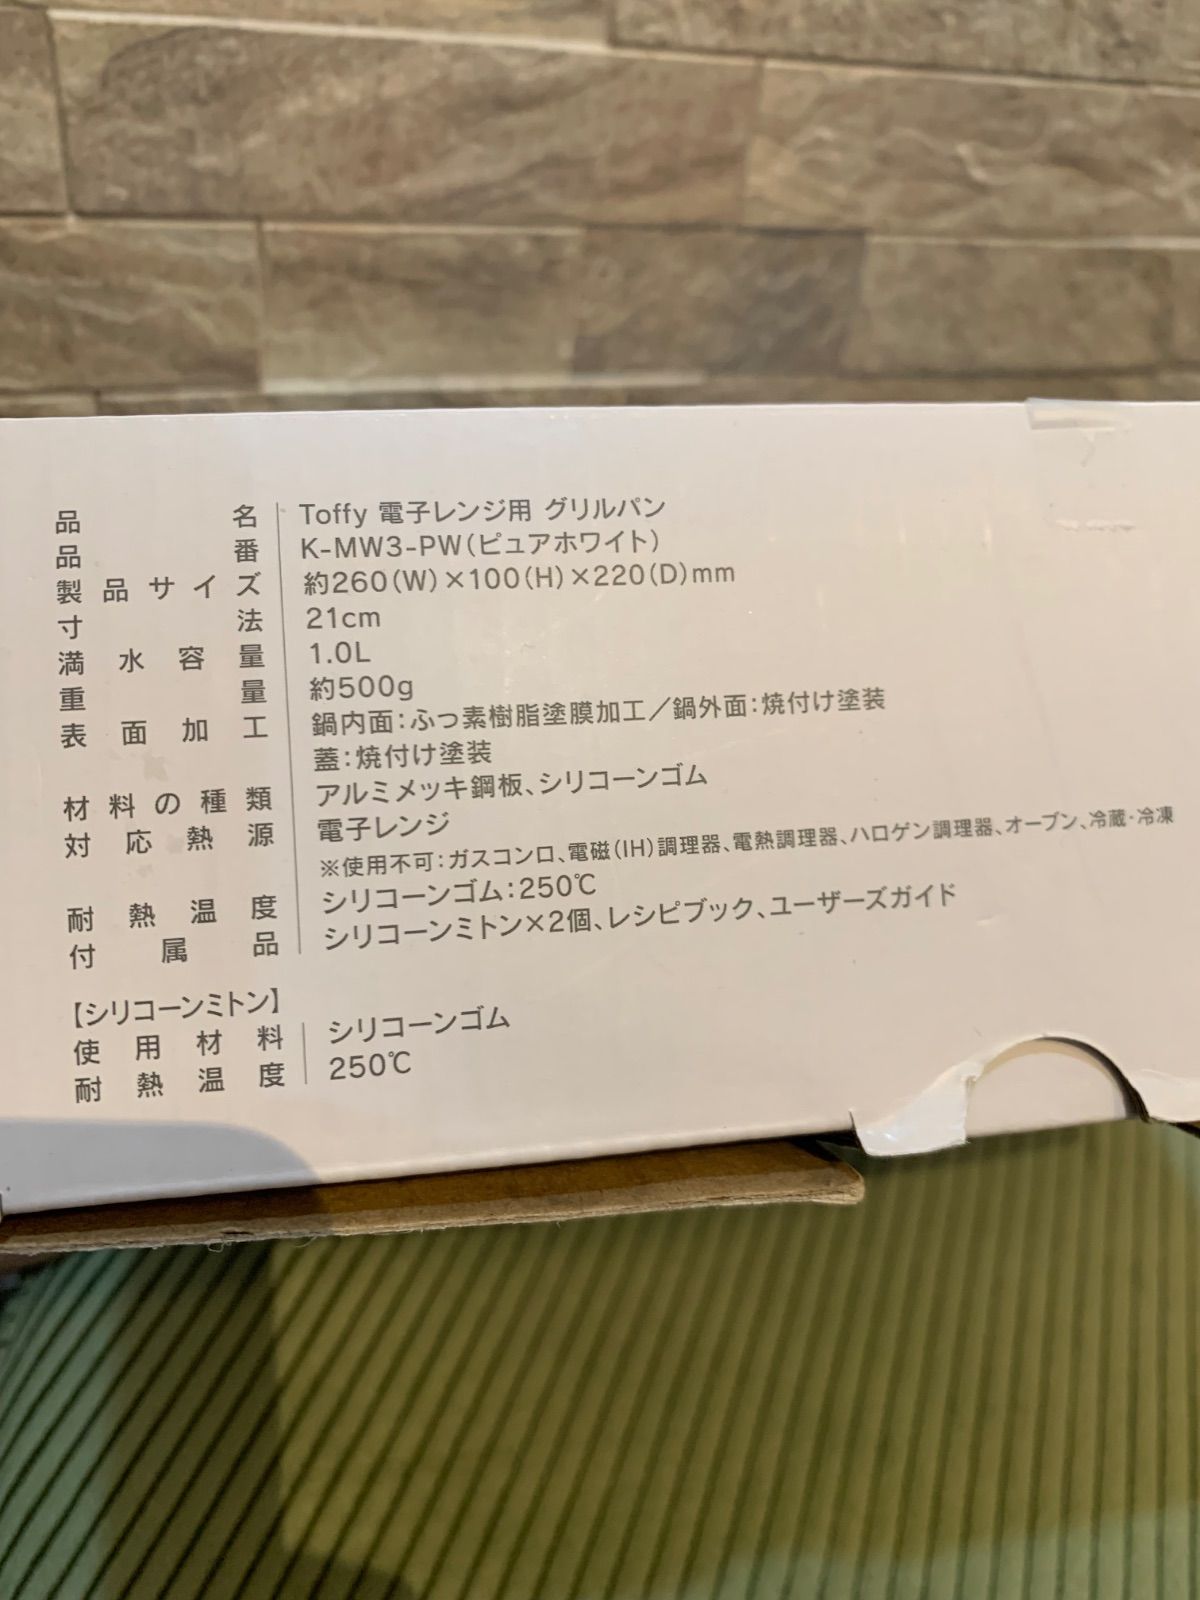 品名 Toffy 電子レンジ用 グリルパン
品番 K-MW3-PW(ピュアホワイト)
製品サイズ 約260(W)×100(H)×220(D)mm
寸法 21cm
満水容量 1.0L
重量 約500g
表面加工 鍋内面:ふっ素樹脂塗膜加工/鍋外面:焼付け塗装
蓋:焼付け塗装
材料の種類 アルミメッキ鋼板、シリコーンゴム
対応熱源 電子レンジ
※使用不可:ガスコンロ、電磁(IH)調理器、電熱調理器、ハロゲン調理器、オーブン、冷蔵・冷凍
耐熱温度 シリコーンゴム:250℃
付属品 シリコーンミトン×2個、レシピブック、ユーザーズガイド
【シリコーンミトン】
使用材料 シリコーンゴム
耐熱温度 250℃